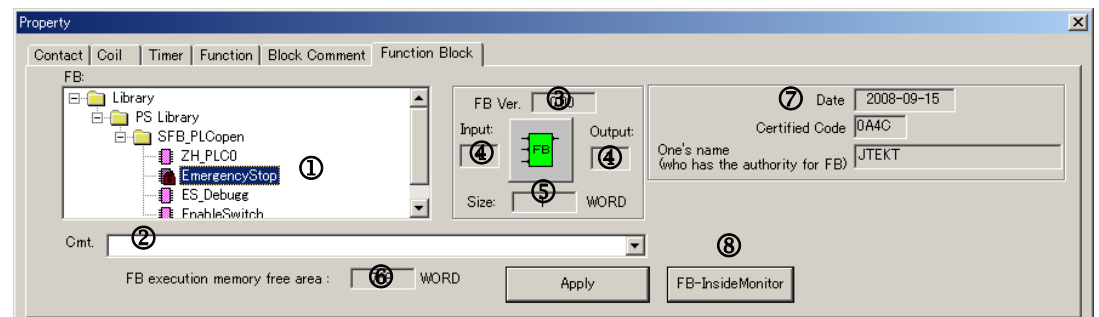 Property
Contact Coil Timer Function Block Comment Function Block
FB:
Library
PS Library
SFB_PLCopen
ZH_PLC0
EmergencyStop
ES_Debugg
EnableSwitch
①
FB Ver. ③
Input: Output:
④ FB ④
⑤
Size: WORD
⑦ Date 2008-09-15
Certified Code 0A4C
One's name
(who has the authority for FB) JTEKT
Cmt. ②
⑧
FB execution memory free area : ⑥ WORD Apply FB-InsideMonitor